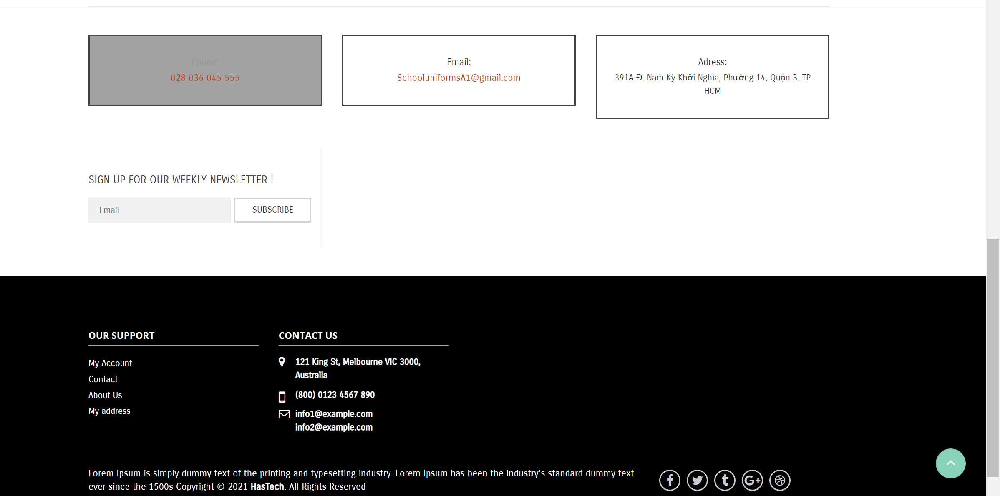 Phone:
028 036 045 555
Email:
SchooluniformsA1@gmail.com
Adress:
391A Đ. Nam Kỳ Khởi Nghĩa, Phường 14, Quận 3, TP
HCM
SIGN UP FOR OUR WEEKLY NEWSLETTER !
Email
SUBSCRIBE
OUR SUPPORT
My Account
Contact
About Us
My address
CONTACT US
121 King St, Melbourne VIC 3000,
Australia
(800) 0123 4567 890
info1@example.com
info2@example.com
Lorem Ipsum is simply dummy text of the printing and typesetting industry. Lorem Ipsum has been the industry's standard dummy text
ever since the 1500s Copyright © 2021 HasTech. All Rights Reserved